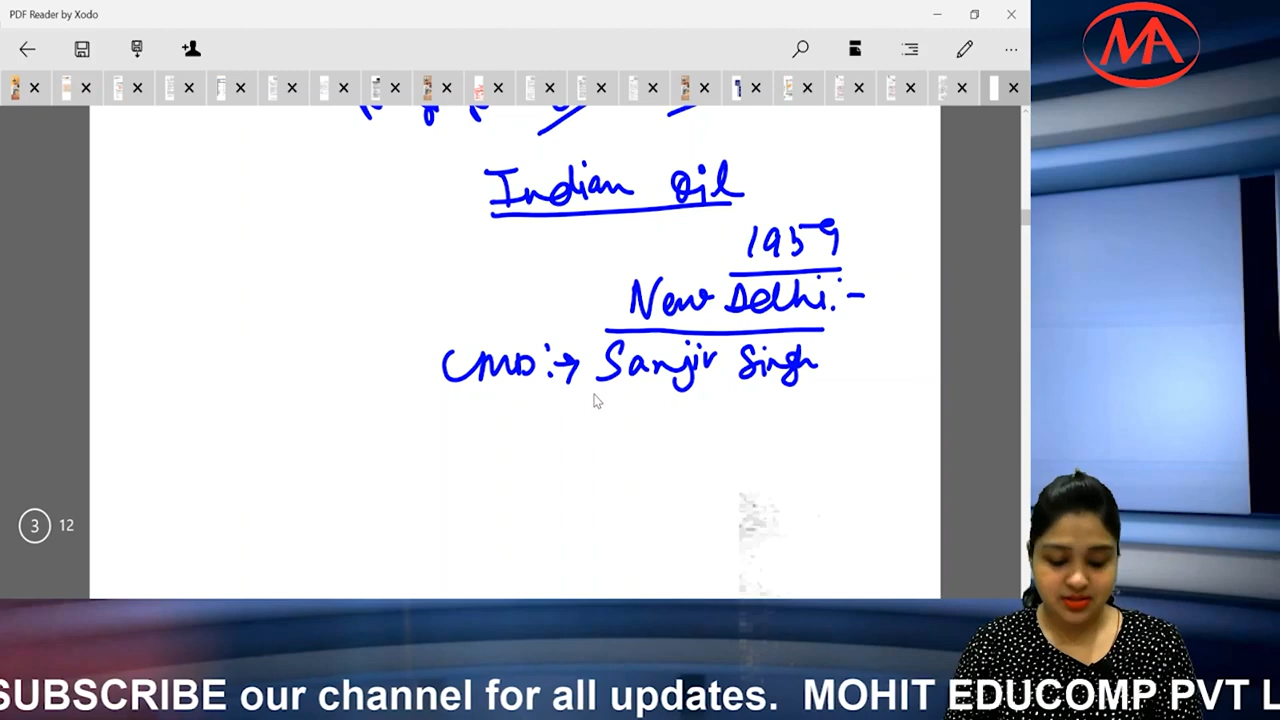 PDF Reader by Xodo
MA
Indian Oil
1959
New Delhi:-
CMD:→ Sanjiv Singh
3 12
SUBSCRIBE our channel for all updates. MOHIT EDUCOMP PVT L